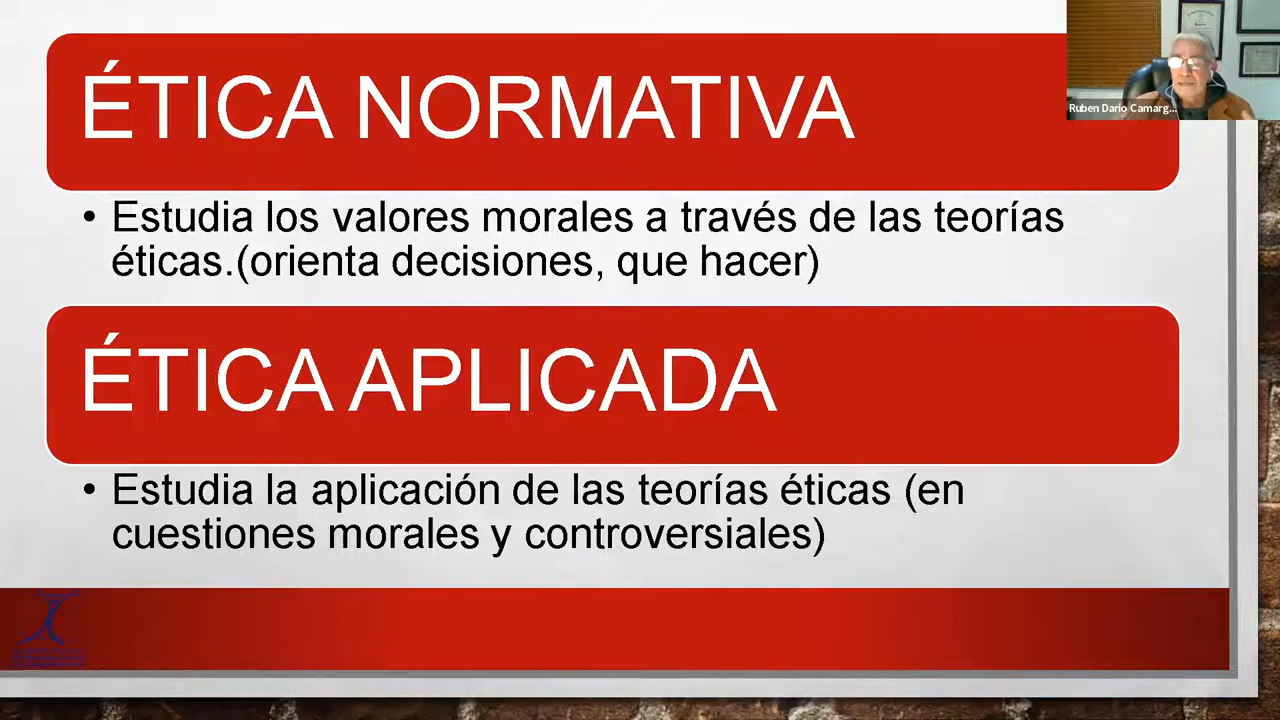 ÉTICA NORMATIVA
Ruben Dario Camarg...
• Estudia los valores morales a través de las teorías
éticas.(orienta decisiones, que hacer)
ÉTICA APLICADA
• Estudia la aplicación de las teorías éticas (en
cuestiones morales y controversiales)